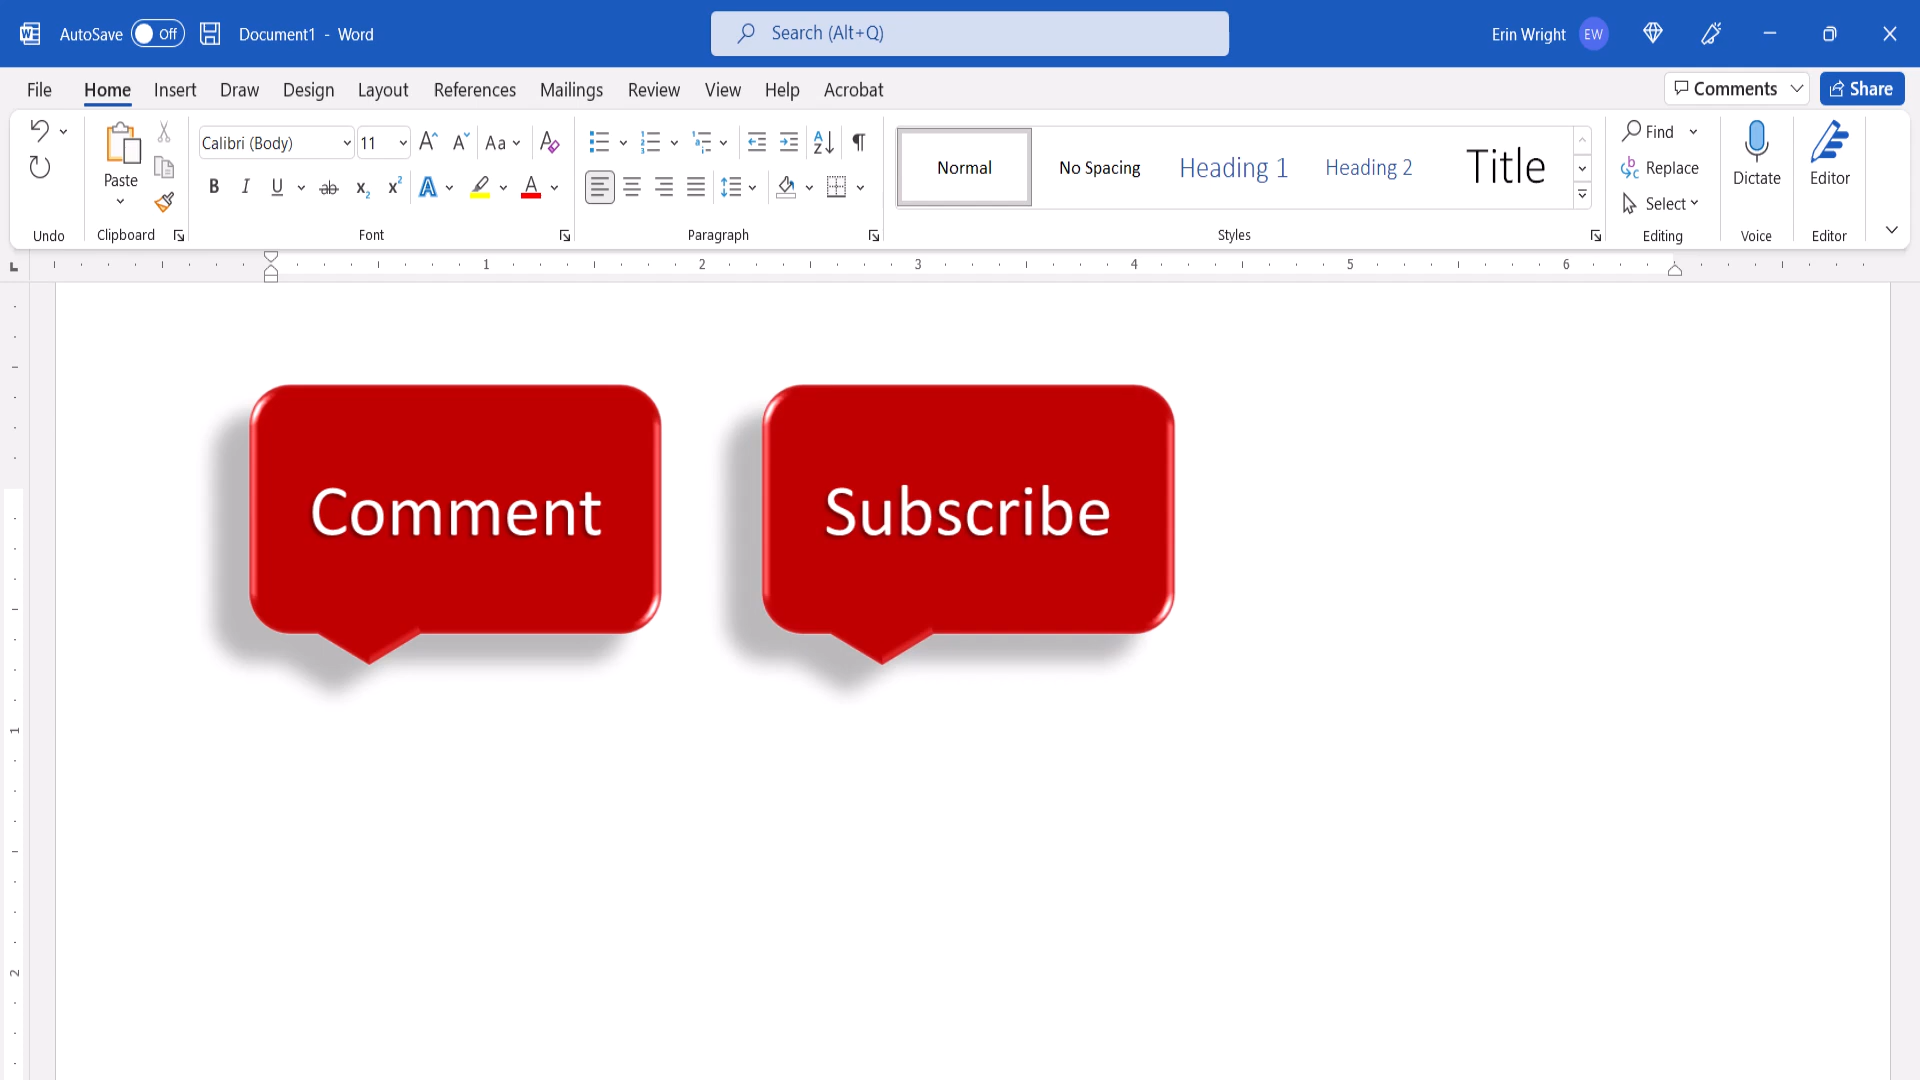 AutoSave Off Document1 - Word Search (Alt+Q) Erin Wright EW
File Home Insert Draw Design Layout References Mailings Review View Help Acrobat Comments Share
Paste
Calibri (Body) 11
Aa
B I U ab x2 x2 A A
Normal No Spacing Heading 1 Heading 2 Title
Find
Replace
Select
Dictate
Editor
Undo Clipboard Font Paragraph Styles Editing Voice Editor
1 2 3 4 5 6
Comment
Subscribe
1
2